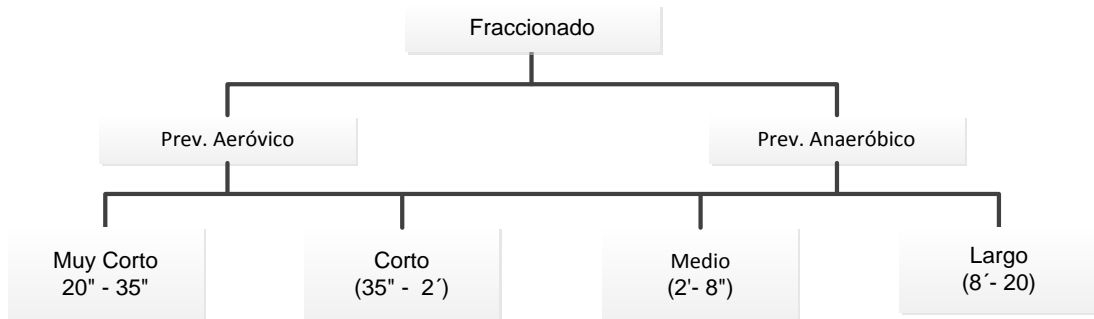 Fraccionado
Prev. Aeróvico
Prev. Anaeróbico
Muy Corto
20" - 35"
Corto
(35" - 2´)
Medio
(2'- 8")
Largo
(8´- 20)